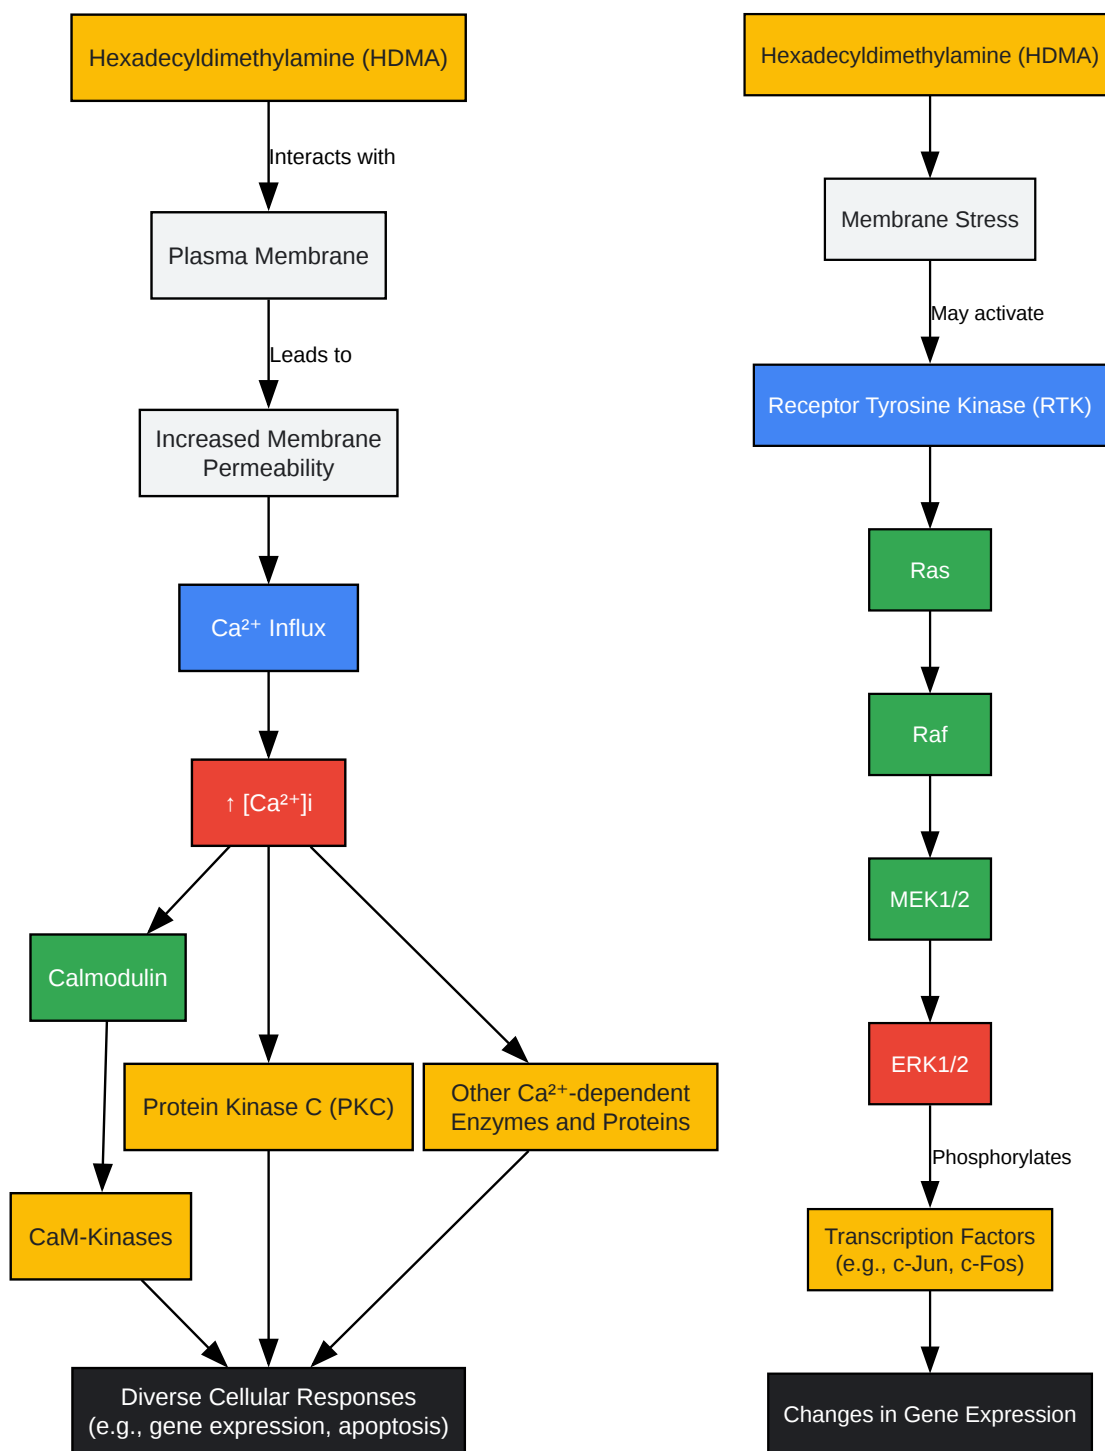 Hexadecyldimethylamine (HDMA)
Interacts with
Plasma Membrane
Leads to
Increased Membrane
Permeability
Ca²⁺ Influx
↑ [Ca²⁺]i
Calmodulin
Protein Kinase C (PKC)
Other Ca²⁺-dependent
Enzymes and Proteins
CaM-Kinases
Diverse Cellular Responses
(e.g., gene expression, apoptosis)
Hexadecyldimethylamine (HDMA)
Membrane Stress
May activate
Receptor Tyrosine Kinase (RTK)
Ras
Raf
MEK1/2
ERK1/2
Phosphorylates
Transcription Factors
(e.g., c-Jun, c-Fos)
Changes in Gene Expression